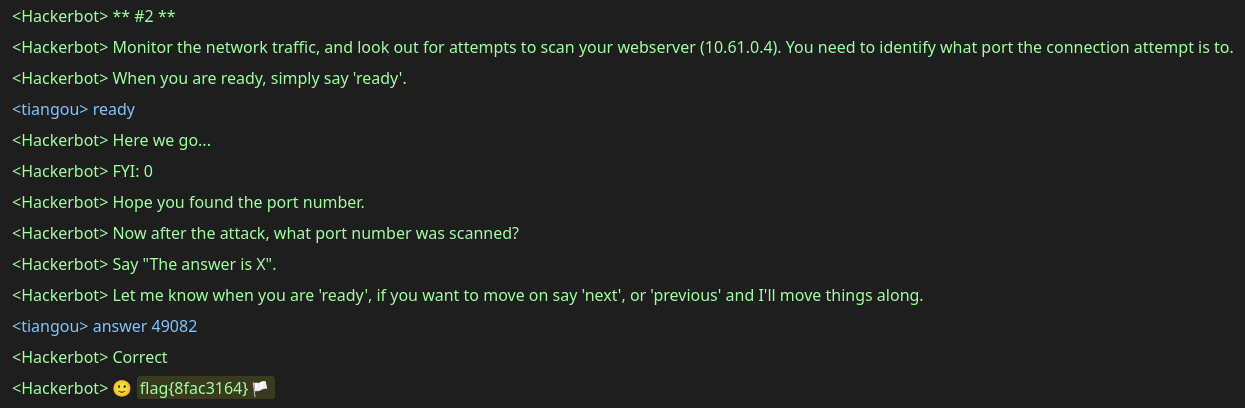 <Hackerbot> ** #2 **
<Hackerbot> Monitor the network traffic, and look out for attempts to scan your webserver (10.61.0.4). You need to identify what port the connection attempt is to.
<Hackerbot> When you are ready, simply say 'ready'.
<tiangou> ready
<Hackerbot> Here we go...
<Hackerbot> FYI: 0
<Hackerbot> Hope you found the port number.
<Hackerbot> Now after the attack, what port number was scanned?
<Hackerbot> Say "The answer is X".
<Hackerbot> Let me know when you are 'ready', if you want to move on say 'next', or 'previous' and I'll move things along.
<tiangou> answer 49082
<Hackerbot> Correct
<Hackerbot> 🙂 flag{8fac3164} 🏳️